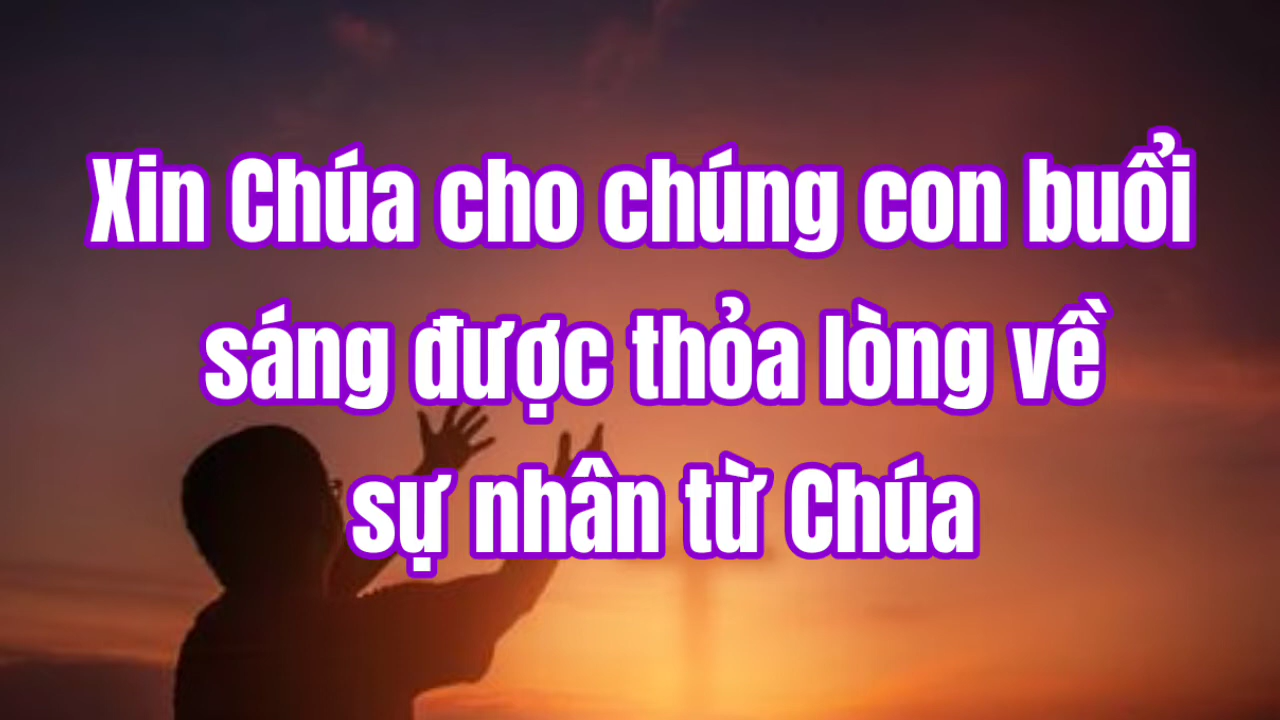 Xin Chúa cho chúng con buổi
sáng được thỏa lòng về
sự nhân từ Chúa